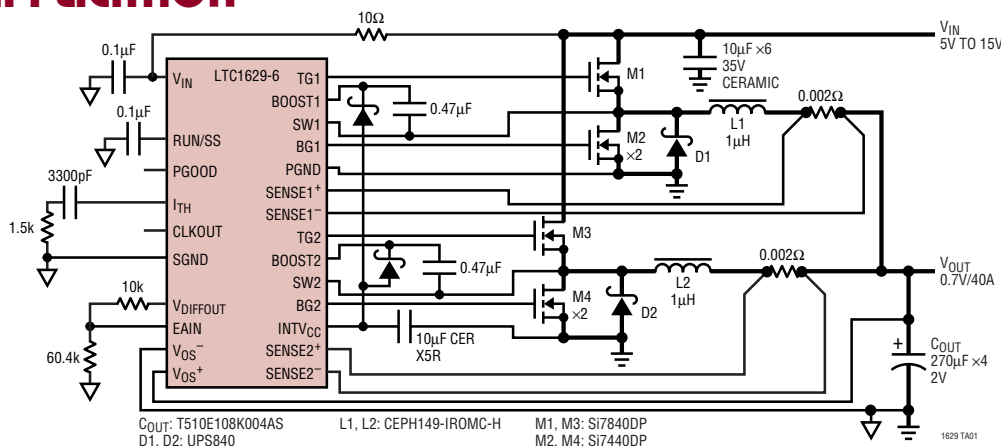 10Ω
V_IN
5V TO 15V
0.1µF
10µF ×6
35V
CERAMIC
V_IN
LTC1629-6
TG1
M1
BOOST1
0.47µF
0.002Ω
0.1µF
SW1
L1
1µH
RUN/SS
BG1
M2
×2
D1
PGOOD
PGND
3300pF
SENSE1+
I_TH
SENSE1–
1.5k
CLKOUT
TG2
M3
SGND
BOOST2
0.47µF
0.002Ω
V_OUT
0.7V/40A
SW2
L2
1µH
10k
V_DIFFOUT
BG2
M4
×2
D2
EAIN
INTV_CC
10µF CER
X5R
60.4k
V_OS–
SENSE2+
C_OUT
270µF ×4
2V
+
V_OS+
SENSE2–
C_OUT: T510E108K004AS
L1, L2: CEPH149-IROMC-H
M1, M3: Si7840DP
D1, D2: UPS840
M2, M4: Si7440DP
1629 TA01